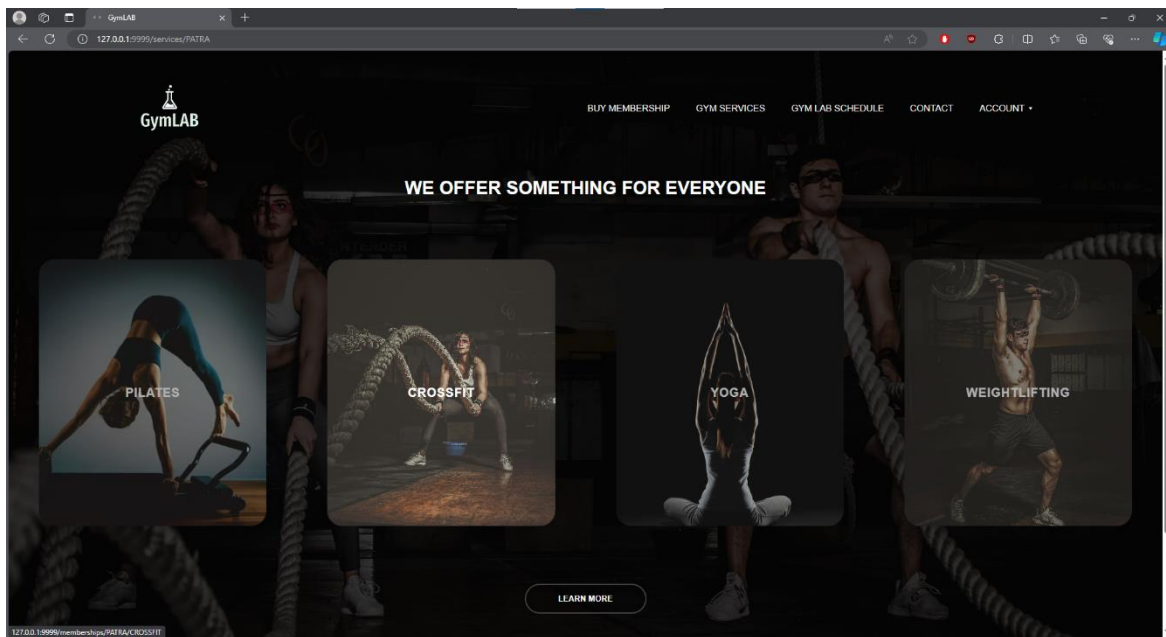 GymLAB
127.0.0.1:9999/services/PATRA
GymLAB
BUY MEMBERSHIP GYM SERVICES GYM LAB SCHEDULE CONTACT ACCOUNT
WE OFFER SOMETHING FOR EVERYONE
PILATES
CROSSFIT
YOGA
WEIGHTLIFTING
LEARN MORE
127.0.0.1:9999/memberships/PATRA/CROSSFIT